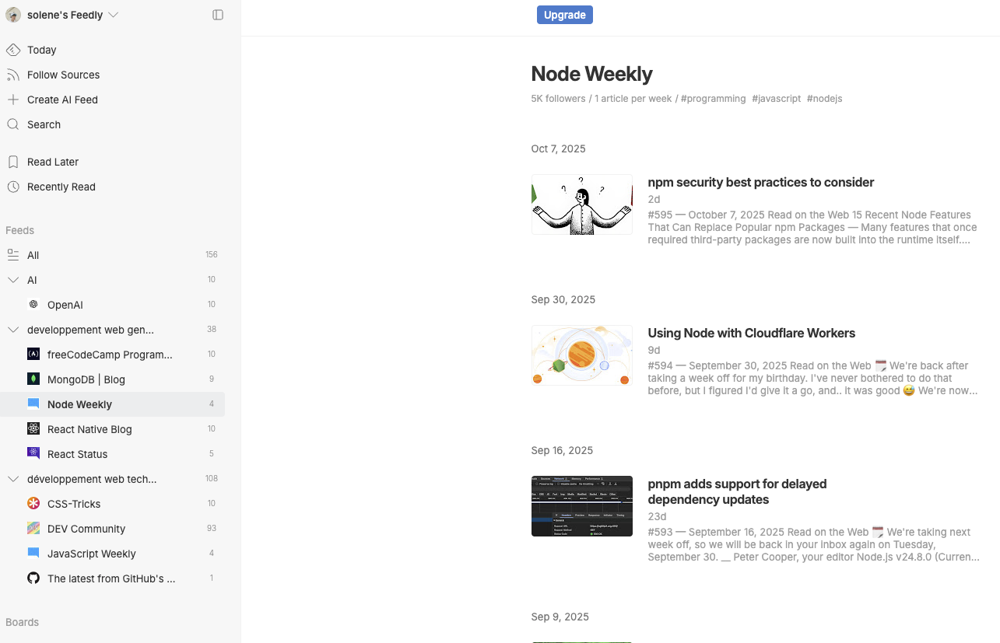 solene's Feedly
Today
Follow Sources
Create AI Feed
Search
Read Later
Recently Read
Feeds
All 156
AI 10
OpenAI 10
developpement web gen... 38
freeCodeCamp Program... 10
MongoDB | Blog 9
Node Weekly 4
React Native Blog 10
React Status 5
développement web tech... 108
CSS-Tricks 10
DEV Community 93
JavaScript Weekly 4
The latest from GitHub's ... 1
Boards
Upgrade
Node Weekly
5K followers / 1 article per week / #programming #javascript #nodejs
Oct 7, 2025
npm security best practices to consider
2d
#595 — October 7, 2025 Read on the Web 15 Recent Node Features
That Can Replace Popular npm Packages — Many features that once
required third-party packages are now built into the runtime itself....
Sep 30, 2025
Using Node with Cloudflare Workers
9d
#594 — September 30, 2025 Read on the Web 🗓️ We're back after
taking a week off for my birthday. I've never bothered to do that
before, but I figured I'd give it a go, and.. it was good 😅 We're now...
Sep 16, 2025
pnpm adds support for delayed
dependency updates
23d
#593 — September 16, 2025 Read on the Web 🗓️ We're taking next
week off, so we will be back in your inbox again on Tuesday,
September 30. __ Peter Cooper, your editor Node.js v24.8.0 (Curren...
Sep 9, 2025